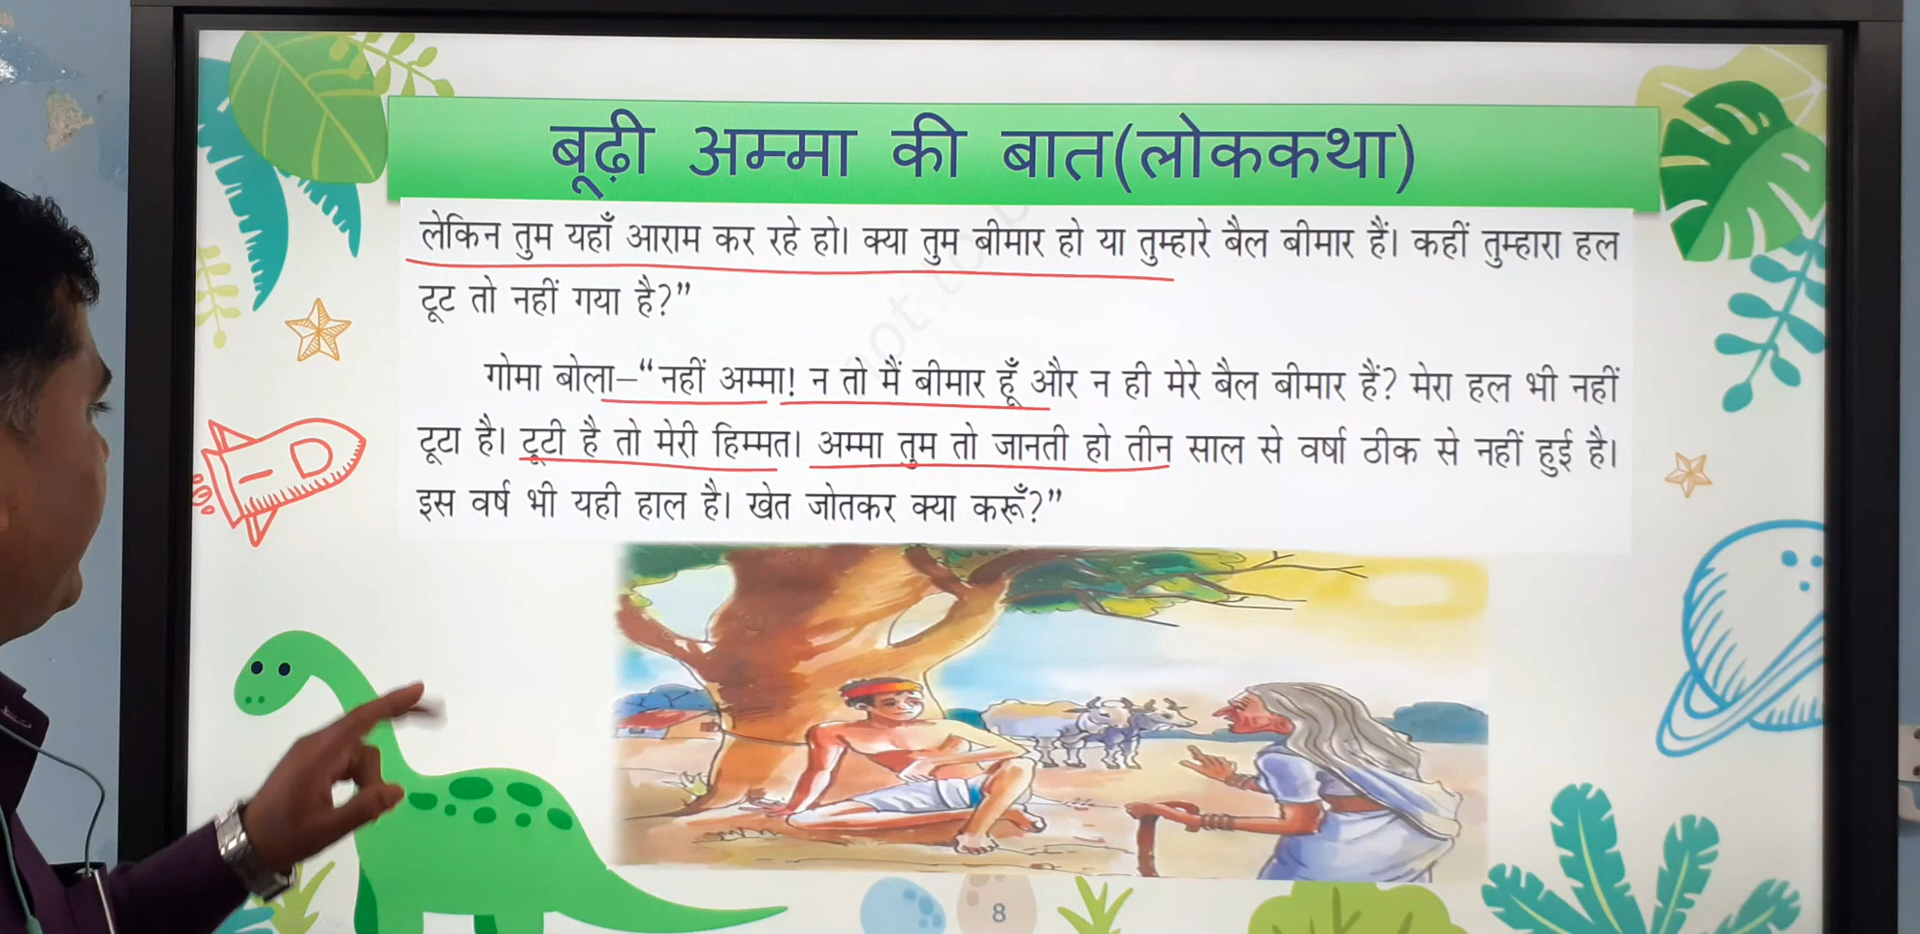 बूढ़ी अम्मा की बात(लोककथा)
लेकिन तुम यहाँ आराम कर रहे हो। क्या तुम बीमार हो या तुम्हारे बैल बीमार हैं। कहीं तुम्हारा हल
टूट तो नहीं गया है?”
गोमा बोला–“नहीं अम्मा! न तो मैं बीमार हूँ और न ही मेरे बैल बीमार हैं? मेरा हल भी नहीं
टूटा है। टूटी है तो मेरी हिम्मत। अम्मा तुम तो जानती हो तीन साल से वर्षा ठीक से नहीं हुई है।
इस वर्ष भी यही हाल है। खेत जोतकर क्या करूँ?”
8